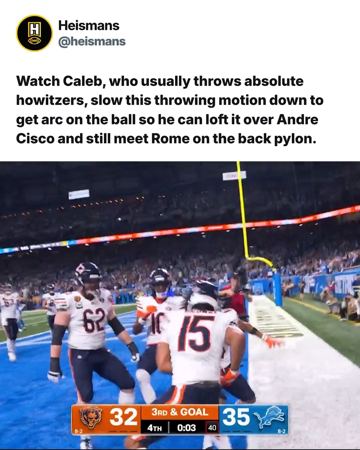 Heismans
@heismans
Watch Caleb, who usually throws absolute
howitzers, slow this throwing motion down to
get arc on the ball so he can loft it over Andre
Cisco and still meet Rome on the back pylon.
62
10
15
32 3RD & GOAL 35
4TH 0:03 40